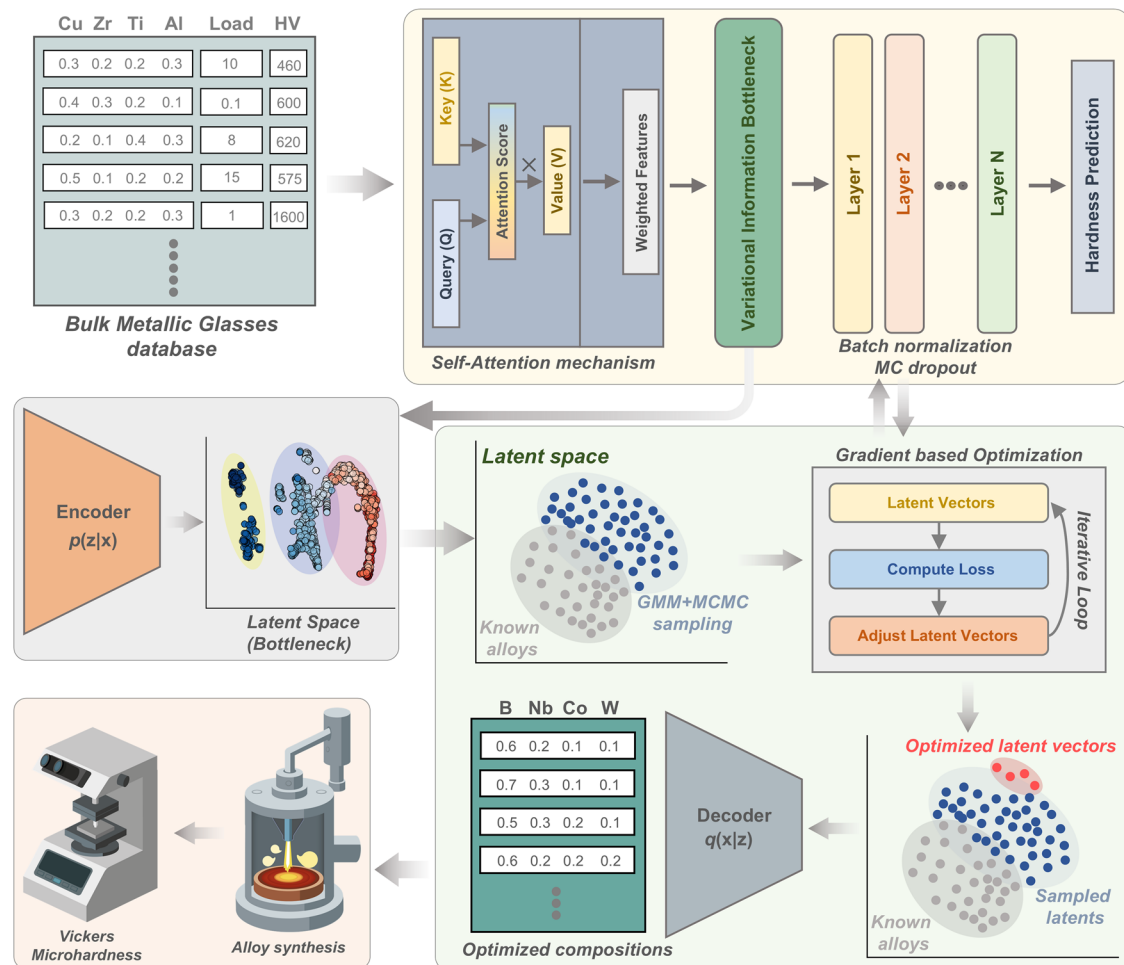 Cu Zr Ti Al Load HV
0.3 0.2 0.2 0.3 10 460
0.4 0.3 0.2 0.1 0.1 600
0.2 0.1 0.4 0.3 8 620
0.5 0.1 0.2 0.2 15 575
0.3 0.2 0.2 0.3 1 1600
Bulk Metallic Glasses
database
Key (K)
Query (Q)
Attention Score
×
Value (V)
Weighted Features
Self-Attention mechanism
Variational Information Bottleneck
Layer 1
Layer 2
Layer N
Batch normalization
MC dropout
Hardness Prediction
Encoder
p(z|x)
Latent Space
(Bottleneck)
Latent space
GMM+MCMC
sampling
Known
alloys
Gradient based Optimization
Latent Vectors
Compute Loss
Adjust Latent Vectors
Iterative Loop
Optimized latent vectors
Sampled
latents
Known
alloys
Decoder
q(x|z)
B Nb Co W
0.6 0.2 0.1 0.1
0.7 0.3 0.1 0.1
0.5 0.3 0.2 0.1
0.6 0.2 0.2 0.2
Optimized compositions
Alloy synthesis
Vickers
Microhardness